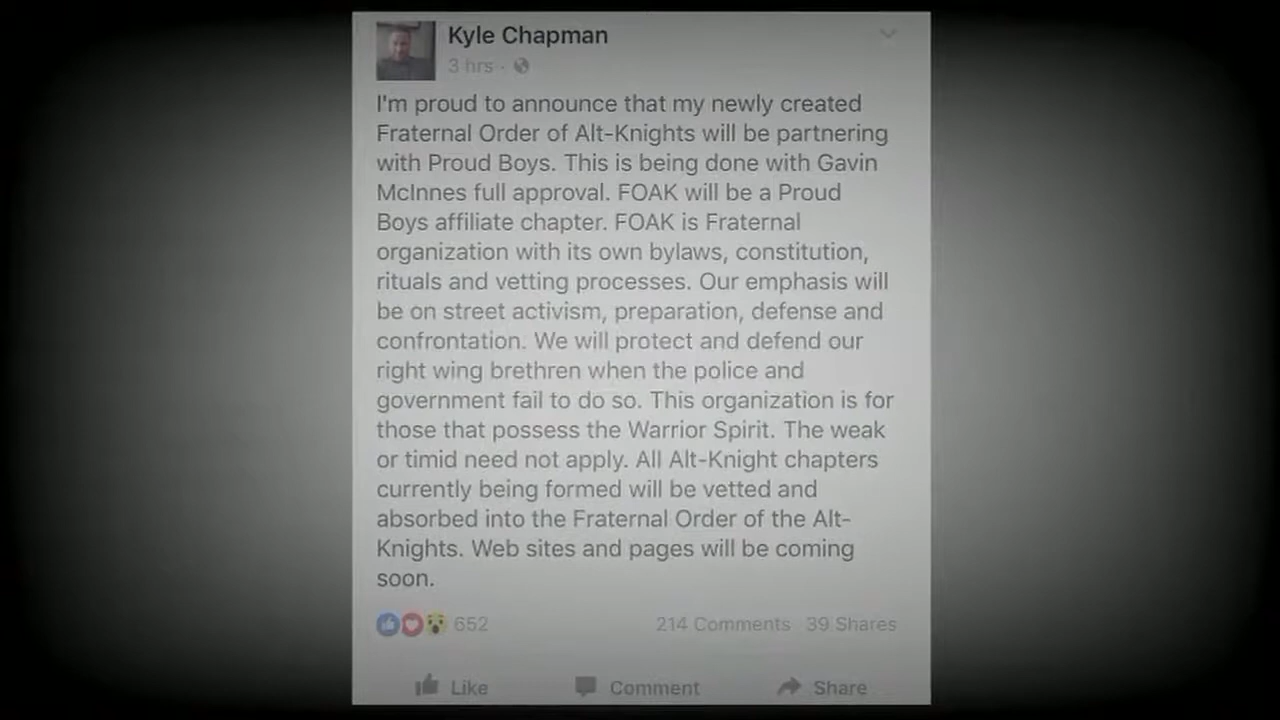 Kyle Chapman
3 hrs ·
I'm proud to announce that my newly created
Fraternal Order of Alt-Knights will be partnering
with Proud Boys. This is being done with Gavin
McInnes full approval. FOAK will be a Proud
Boys affiliate chapter. FOAK is Fraternal
organization with its own bylaws, constitution,
rituals and vetting processes. Our emphasis will
be on street activism, preparation, defense and
confrontation. We will protect and defend our
right wing brethren when the police and
government fail to do so. This organization is for
those that possess the Warrior Spirit. The weak
or timid need not apply. All Alt-Knight chapters
currently being formed will be vetted and
absorbed into the Fraternal Order of the Alt-
Knights. Web sites and pages will be coming
soon.
652 214 Comments 39 Shares
Like Comment Share